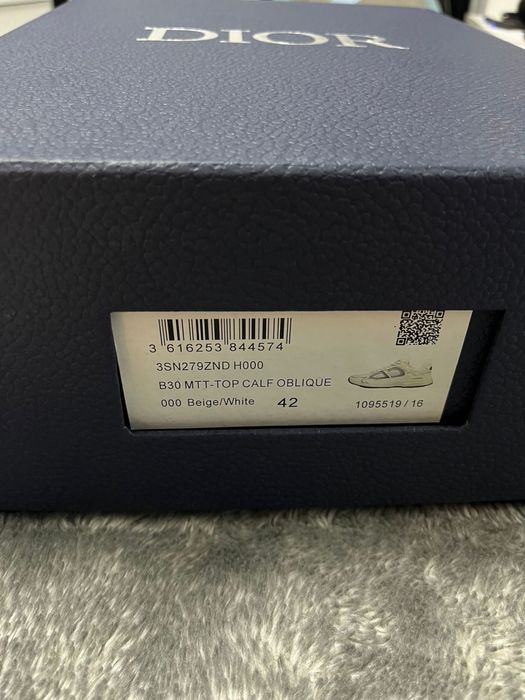 DIOR
3 616253 844574
3SN279ZND H000
B30 MTT-TOP CALF OBLIQUE
000 Beige/White 42
1095519 / 16